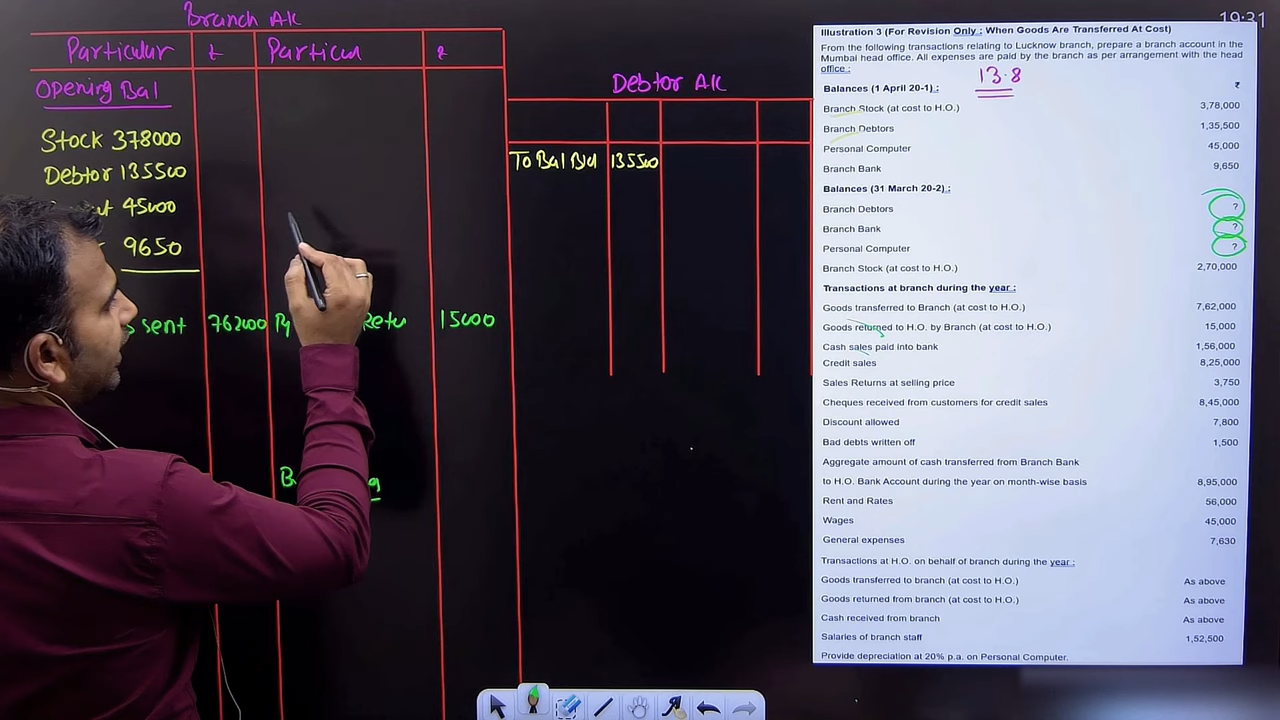 19:31
Branch A/c
Particular ₹ Particu ₹
Opening Bal
Stock 378000
Debtor 135500
45000
9650
sent 762000 By Retu 15000
Debtor A/c
To Bal B/d 135500
Illustration 3 (For Revision Only : When Goods Are Transferred At Cost)
From the following transactions relating to Lucknow branch, prepare a branch account in the
Mumbai head office. All expenses are paid by the branch as per arrangement with the head
office :
13.8
Balances (1 April 20-1) : ₹
Branch Stock (at cost to H.O.) 3,78,000
Branch Debtors 1,35,500
Personal Computer 45,000
Branch Bank 9,650
Balances (31 March 20-2) :
Branch Debtors ?
Branch Bank ?
Personal Computer ?
Branch Stock (at cost to H.O.) 2,70,000
Transactions at branch during the year :
Goods transferred to Branch (at cost to H.O.) 7,62,000
Goods returned to H.O. by Branch (at cost to H.O.) 15,000
Cash sales paid into bank 1,56,000
Credit sales 8,25,000
Sales Returns at selling price 3,750
Cheques received from customers for credit sales 8,45,000
Discount allowed 7,800
Bad debts written off 1,500
Aggregate amount of cash transferred from Branch Bank
to H.O. Bank Account during the year on month-wise basis 8,95,000
Rent and Rates 56,000
Wages 45,000
General expenses 7,630
Transactions at H.O. on behalf of branch during the year :
Goods transferred to branch (at cost to H.O.) As above
Goods returned from branch (at cost to H.O.) As above
Cash received from branch As above
Salaries of branch staff 1,52,500
Provide depreciation at 20% p.a. on Personal Computer.